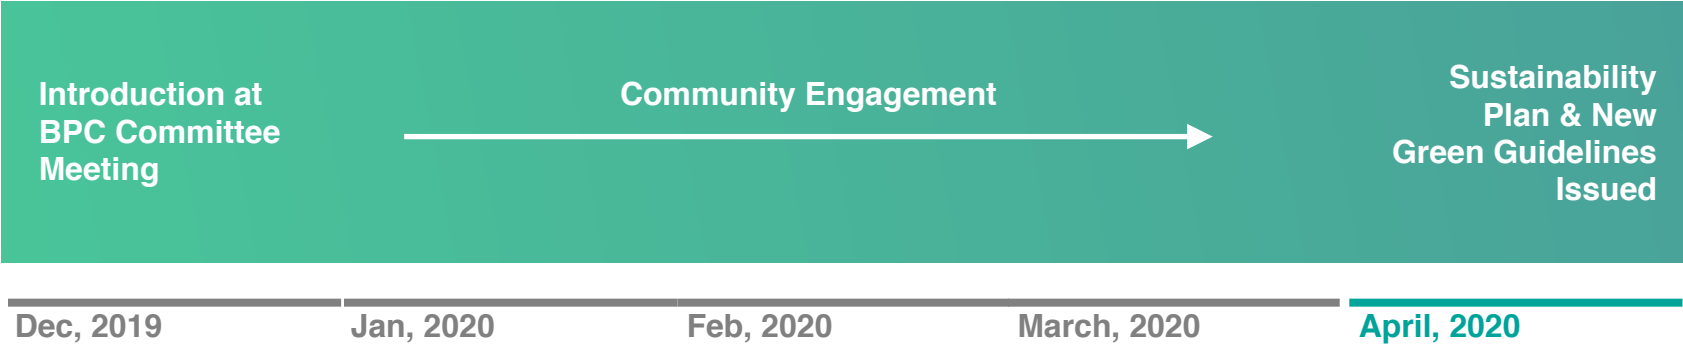 Introduction at
BPC Committee
Meeting
Community Engagement
Sustainability
Plan & New
Green Guidelines
Issued
Dec, 2019
Jan, 2020
Feb, 2020
March, 2020
April, 2020